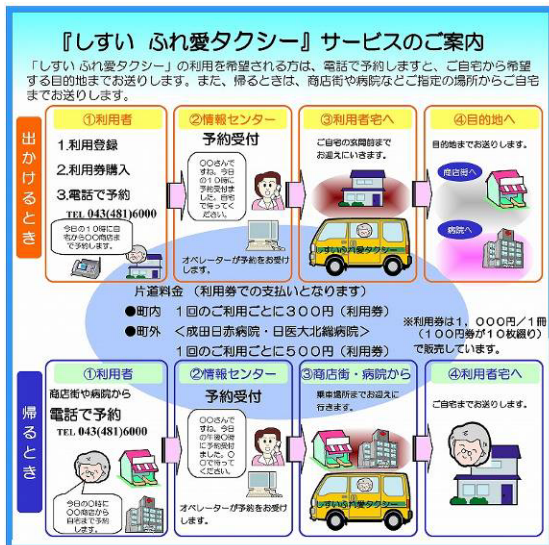 『しすい ふれ愛タクシー』サービスのご案内
「しすい ふれ愛タクシー」の利用を希望される方は、電話で予約しますと、ご自宅から希望
する目的地までお送りします。また、帰るときは、商店街や病院などご指定の場所からご自宅
までお送りします。
出かけるとき
①利用者
1.利用登録
2.利用券購入
3.電話で予約
TEL 043(481)6000
今日の１０時に自
宅から〇〇商店ま
で予約します。
②情報センター
予約受付
〇〇さんで
すね、今日
の１０時に
予約受付ま
した。自宅
で待ってく
ださい。
オペレーターが予約をお受け
します。
③利用者宅へ
ご自宅の玄関前まで
お迎えにいきます。
しすいふれ愛タクシー
④目的地へ
目的地までお送りします。
商店街へ
病院へ
片道料金 （利用券での支払いとなります）
●町内 １回のご利用ごとに３００円（利用券）
●町外 ＜成田日赤病院・日医大北総病院＞
１回のご利用ごとに５００円（利用券）
※利用券は１，０００円／１冊
（１００円券が１０枚綴り）
で販売しています。
帰るとき
①利用者
商店街や病院から
電話で予約
TEL 043(481)6000
今日の〇時に
〇〇商店から
自宅まで予約
します。
②情報センター
予約受付
〇〇さんで
すね、今日
の午後〇時
に予約受付
ました。〇
〇で待って
ください。
オペレーターが予約をお受け
します。
③商店街・病院から
乗車場所までお迎えに
行きます。
しすいふれ愛タクシー
④利用者宅へ
ご自宅までお送りします。